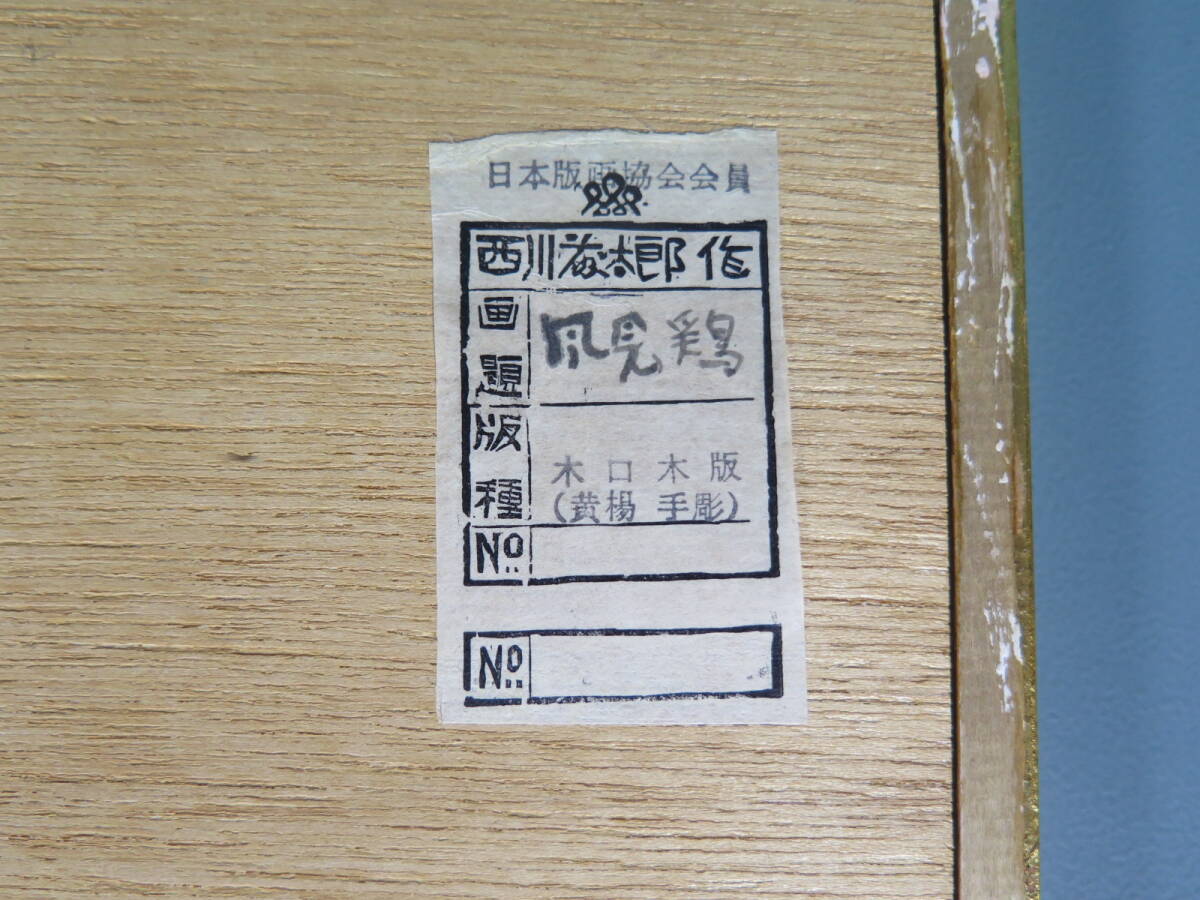 日本版画協会会員
西川藤太郎 作
画題 風見鶏
版種 木口木版
(黄楊 手彫)
No.
No.